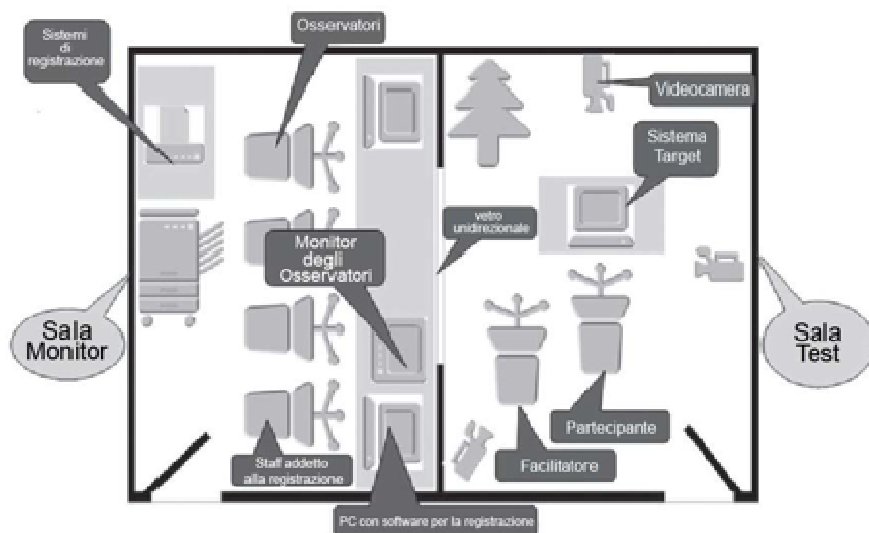 Sistemi
di
registrazione
Osservatori
Videocamera
Sistema
Target
vetro
unidirezionale
Monitor
degli
Osservatori
Sala
Monitor
Sala
Test
Partecipante
Facilitatore
Staff addetto
alla registrazione
PC con software per la registrazione